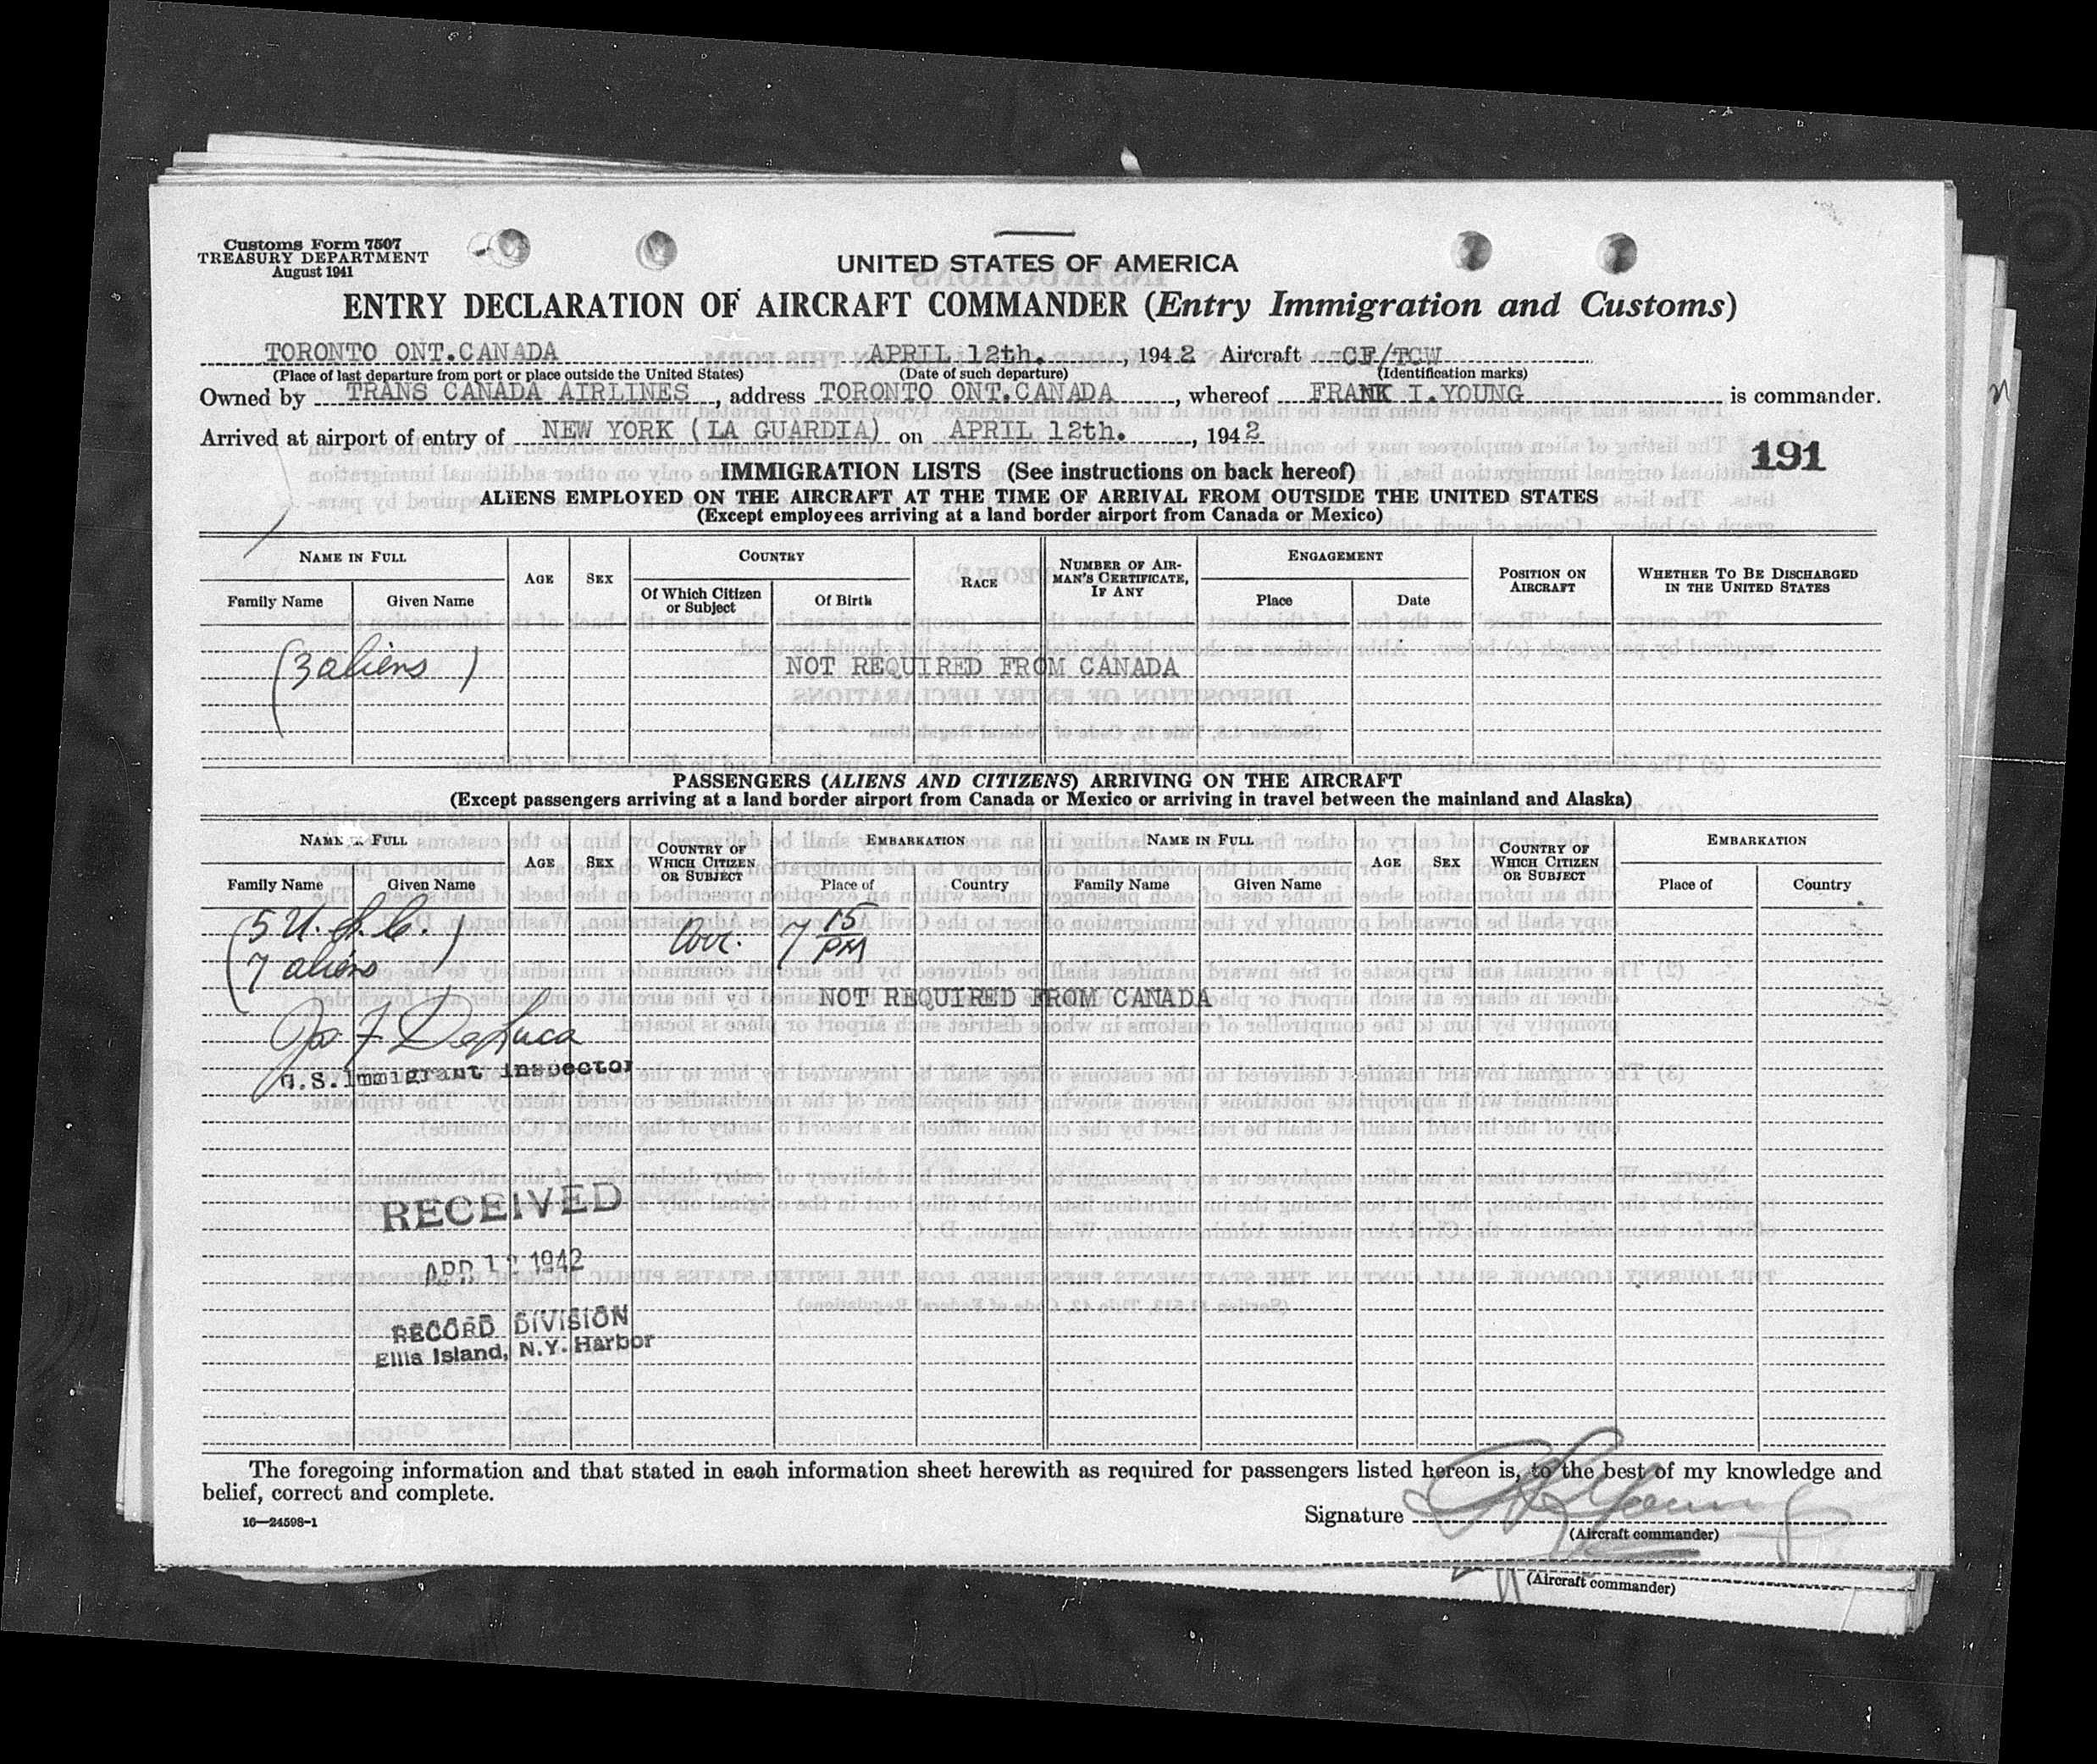 Customs Form 7507
TREASURY DEPARTMENT
August 1941
UNITED STATES OF AMERICA
ENTRY DECLARATION OF AIRCRAFT COMMANDER (Entry Immigration and Customs)
TORONTO ONT.CANADA APRIL 12th. , 1942 Aircraft CF/TCW
(Place of last departure from port or place outside the United States) (Date of such departure) (Identification marks)
Owned by TRANS CANADA AIRLINES , address TORONTO ONT.CANADA , whereof FRANK I.YOUNG is commander.
Arrived at airport of entry of NEW YORK (LA GUARDIA) on APRIL 12th. , 1942
191
IMMIGRATION LISTS (See instructions on back hereof)
ALIENS EMPLOYED ON THE AIRCRAFT AT THE TIME OF ARRIVAL FROM OUTSIDE THE UNITED STATES
(Except employees arriving at a land border airport from Canada or Mexico)
NAME IN FULL AGE SEX COUNTRY RACE NUMBER OF AIRMAN'S CERTIFICATE, IF ANY ENGAGEMENT POSITION ON AIRCRAFT WHETHER TO BE DISCHARGED IN THE UNITED STATES
Family Name Given Name Of Which Citizen or Subject Of Birth Place Date
(3 aliens) NOT REQUIRED FROM CANADA
PASSENGERS (ALIENS AND CITIZENS) ARRIVING ON THE AIRCRAFT
(Except passengers arriving at a land border airport from Canada or Mexico or arriving in travel between the mainland and Alaska)
NAME IN FULL AGE SEX COUNTRY OF WHICH CITIZEN OR SUBJECT EMBARKATION NAME IN FULL AGE SEX COUNTRY OF WHICH CITIZEN OR SUBJECT EMBARKATION
Family Name Given Name Place of Country Family Name Given Name Place of Country
(5 U.S.C.) 7 15 PM
7 aliens
NOT REQUIRED FROM CANADA
Jos F DeLuca
U.S. Immigrant Inspector
RECEIVED
APR 12 1942
RECORD DIVISION
Ellis Island, N.Y. Harbor
The foregoing information and that stated in each information sheet herewith as required for passengers listed hereon is, to the best of my knowledge and
belief, correct and complete.
Signature
(Aircraft commander)
16—24598-1
(Aircraft commander)